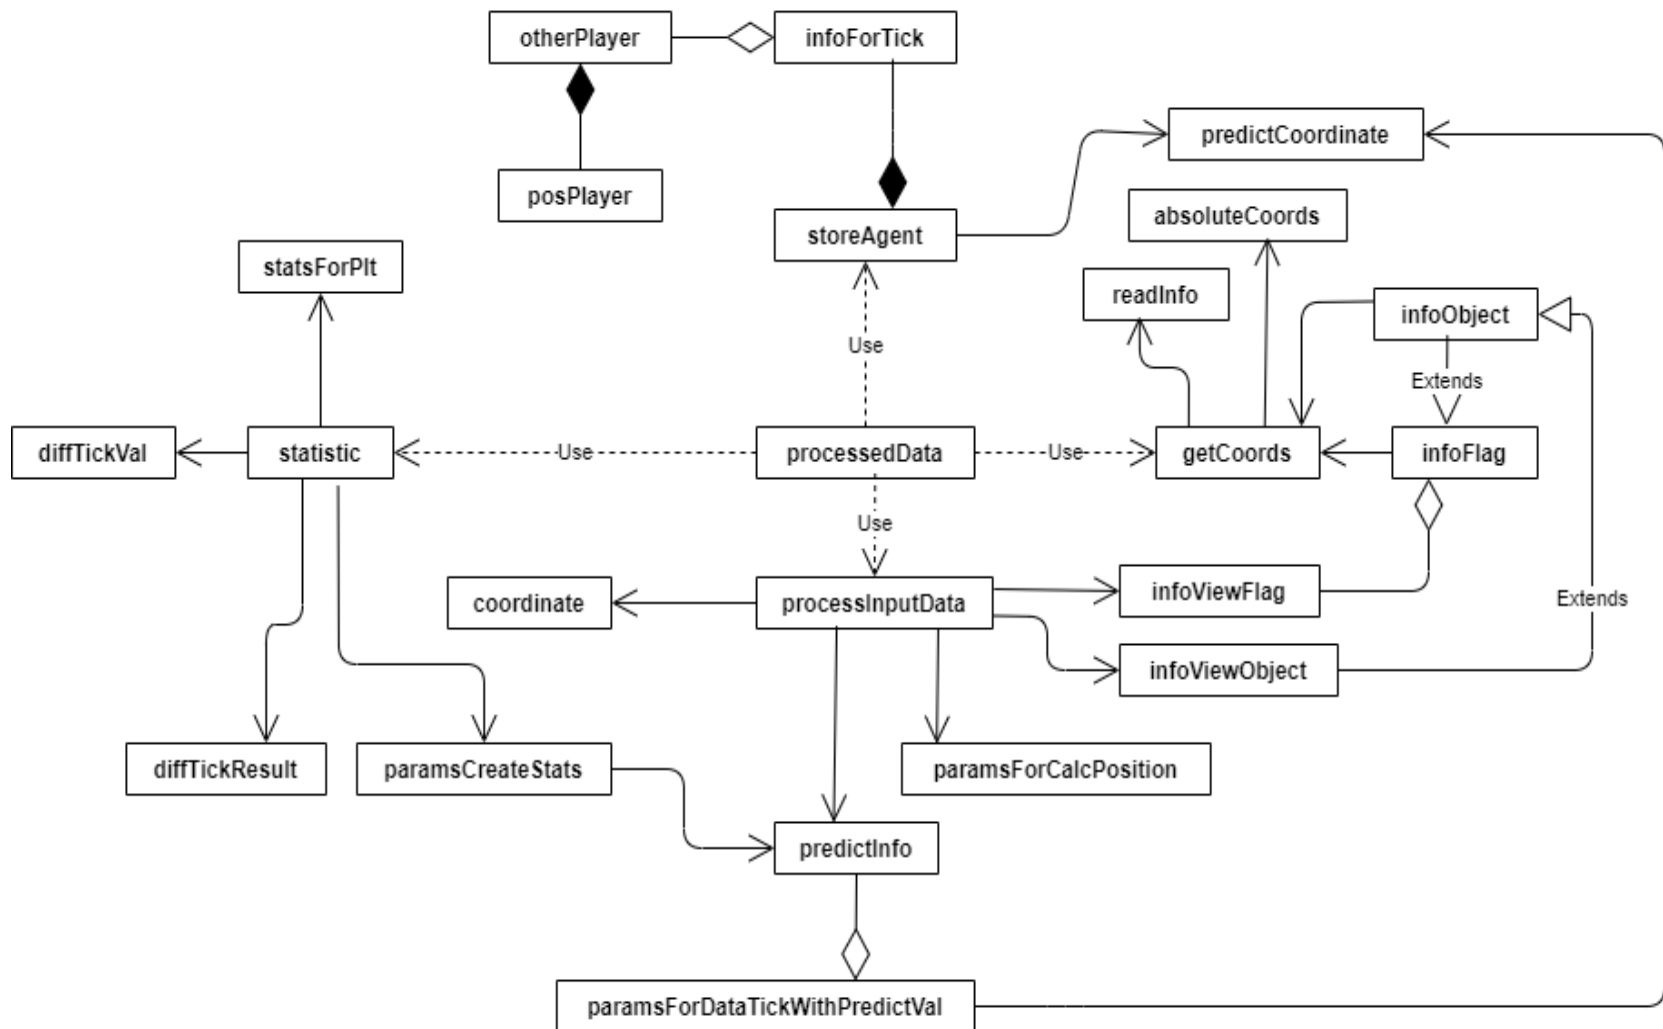 otherPlayer
infoForTick
predictCoordinate
posPlayer
absoluteCoords
storeAgent
statsForPlt
readInfo
infoObject
Use
Extends
diffTickVal
statistic
Use
processedData
Use
getCoords
infoFlag
Use
coordinate
processInputData
infoViewFlag
Extends
infoViewObject
diffTickResult
paramsCreateStats
paramsForCalcPosition
predictInfo
paramsForDataTickWithPredictVal